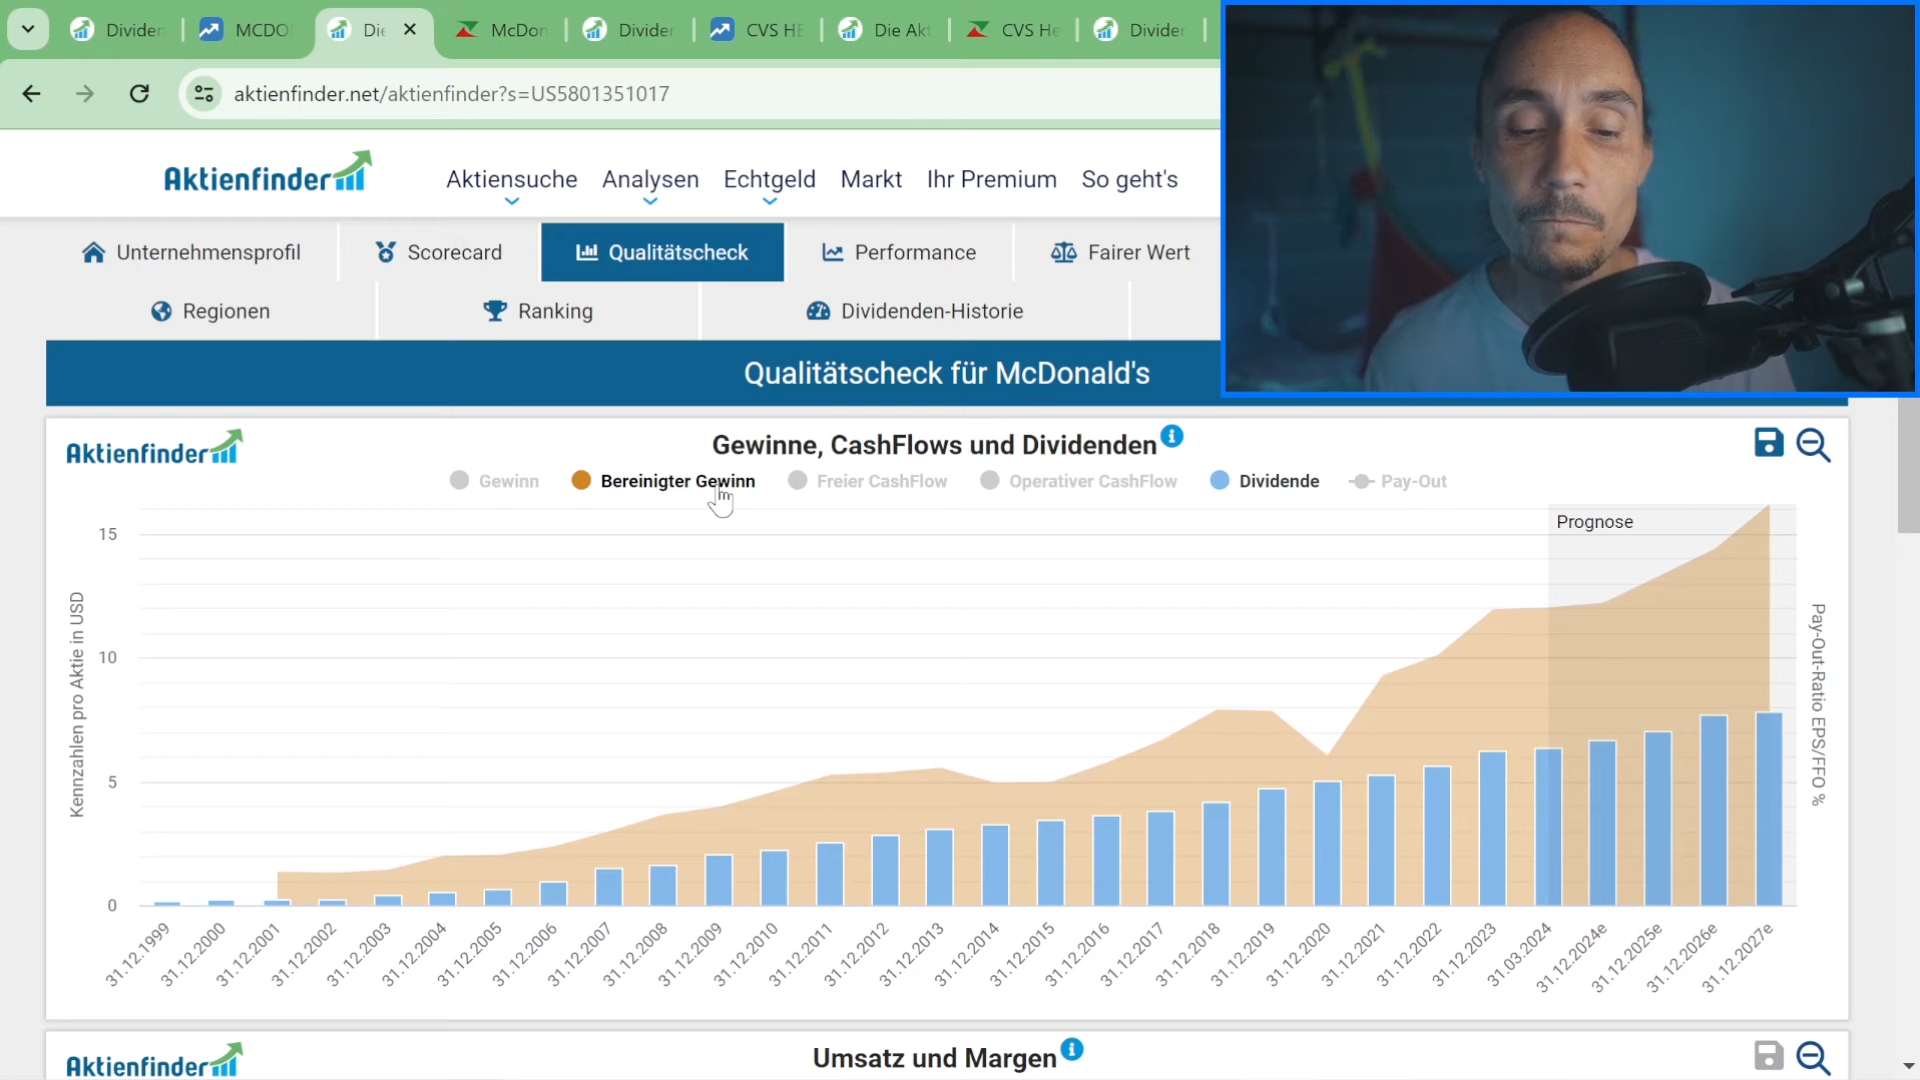 Dividen
MCDO
Die
McDon
Divider
CVS HE
Die Akt
CVS He
Divider
aktienfinder.net/aktienfinder?s=US5801351017
Aktienfinder
Aktiensuche
Analysen
Echtgeld
Markt
Ihr Premium
So geht's
Unternehmensprofil
Scorecard
Qualitätscheck
Performance
Fairer Wert
Regionen
Ranking
Dividenden-Historie
Qualitätscheck für McDonald's
Aktienfinder
Gewinne, CashFlows und Dividenden
Gewinn
Bereinigter Gewinn
Freier CashFlow
Operativer CashFlow
Dividende
Pay-Out
Prognose
Kennzahlen pro Aktie in USD
15
10
5
0
Pay-Out-Ratio EPS/FFO %
31.12.1999
31.12.2000
31.12.2001
31.12.2002
31.12.2003
31.12.2004
31.12.2005
31.12.2006
31.12.2007
31.12.2008
31.12.2009
31.12.2010
31.12.2011
31.12.2012
31.12.2013
31.12.2014
31.12.2015
31.12.2016
31.12.2017
31.12.2018
31.12.2019
31.12.2020
31.12.2021
31.12.2022
31.12.2023
31.03.2024
31.12.2024e
31.12.2025e
31.12.2026e
31.12.2027e
Aktienfinder
Umsatz und Margen